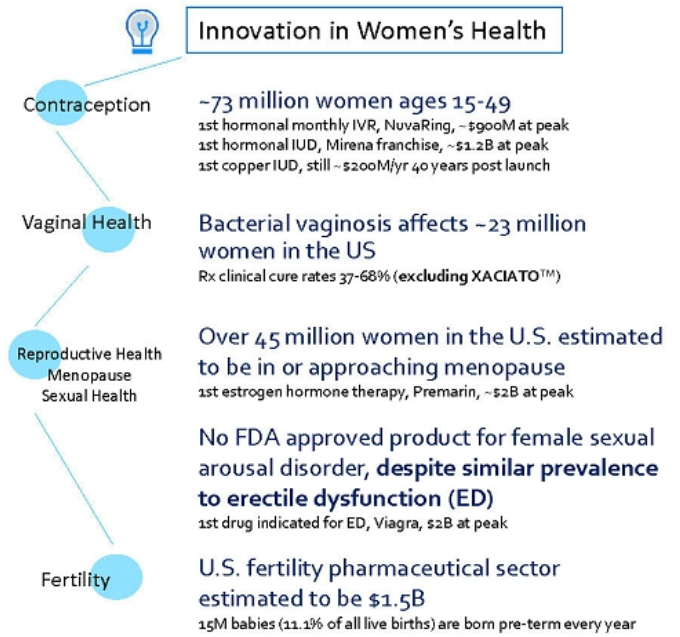 Innovation in Women's Health
Contraception
~73 million women ages 15-49
1st hormonal monthly IVR, NuvaRing, ~$900M at peak
1st hormonal IUD, Mirena franchise, ~$1.2B at peak
1st copper IUD, still ~$200M/yr 40 years post launch
Vaginal Health
Bacterial vaginosis affects ~23 million
women in the US
Rx clinical cure rates 37-68% (excluding XACIATO™)
Reproductive Health
Menopause
Sexual Health
Over 45 million women in the U.S. estimated
to be in or approaching menopause
1st estrogen hormone therapy, Premarin, ~$2B at peak
No FDA approved product for female sexual
arousal disorder, despite similar prevalence
to erectile dysfunction (ED)
1st drug indicated for ED, Viagra, $2B at peak
Fertility
U.S. fertility pharmaceutical sector
estimated to be $1.5B
15M babies (11.1% of all live births) are born pre-term every year